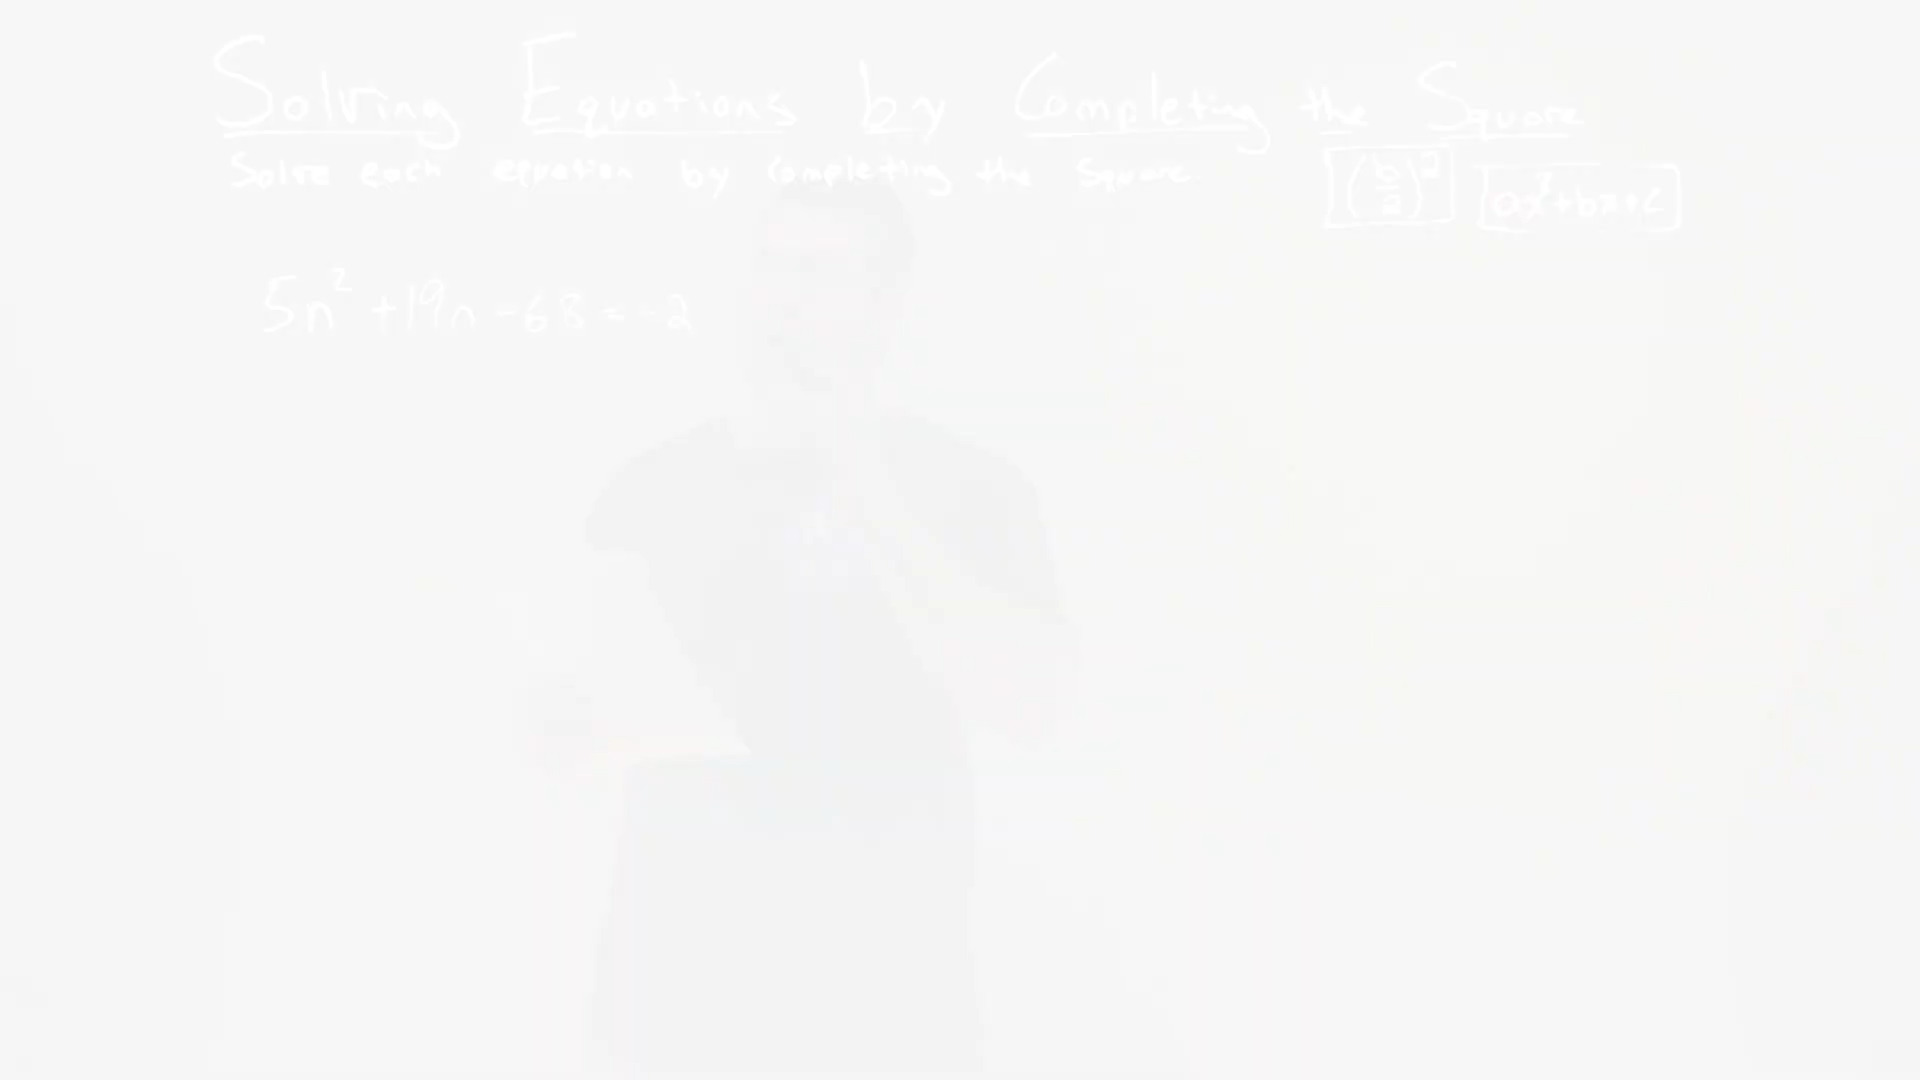 Solving Equations by Completing the Square
Solve each equation by completing the square. (b/2)² ax²+bx+c
5n² + 19n - 68 = -2